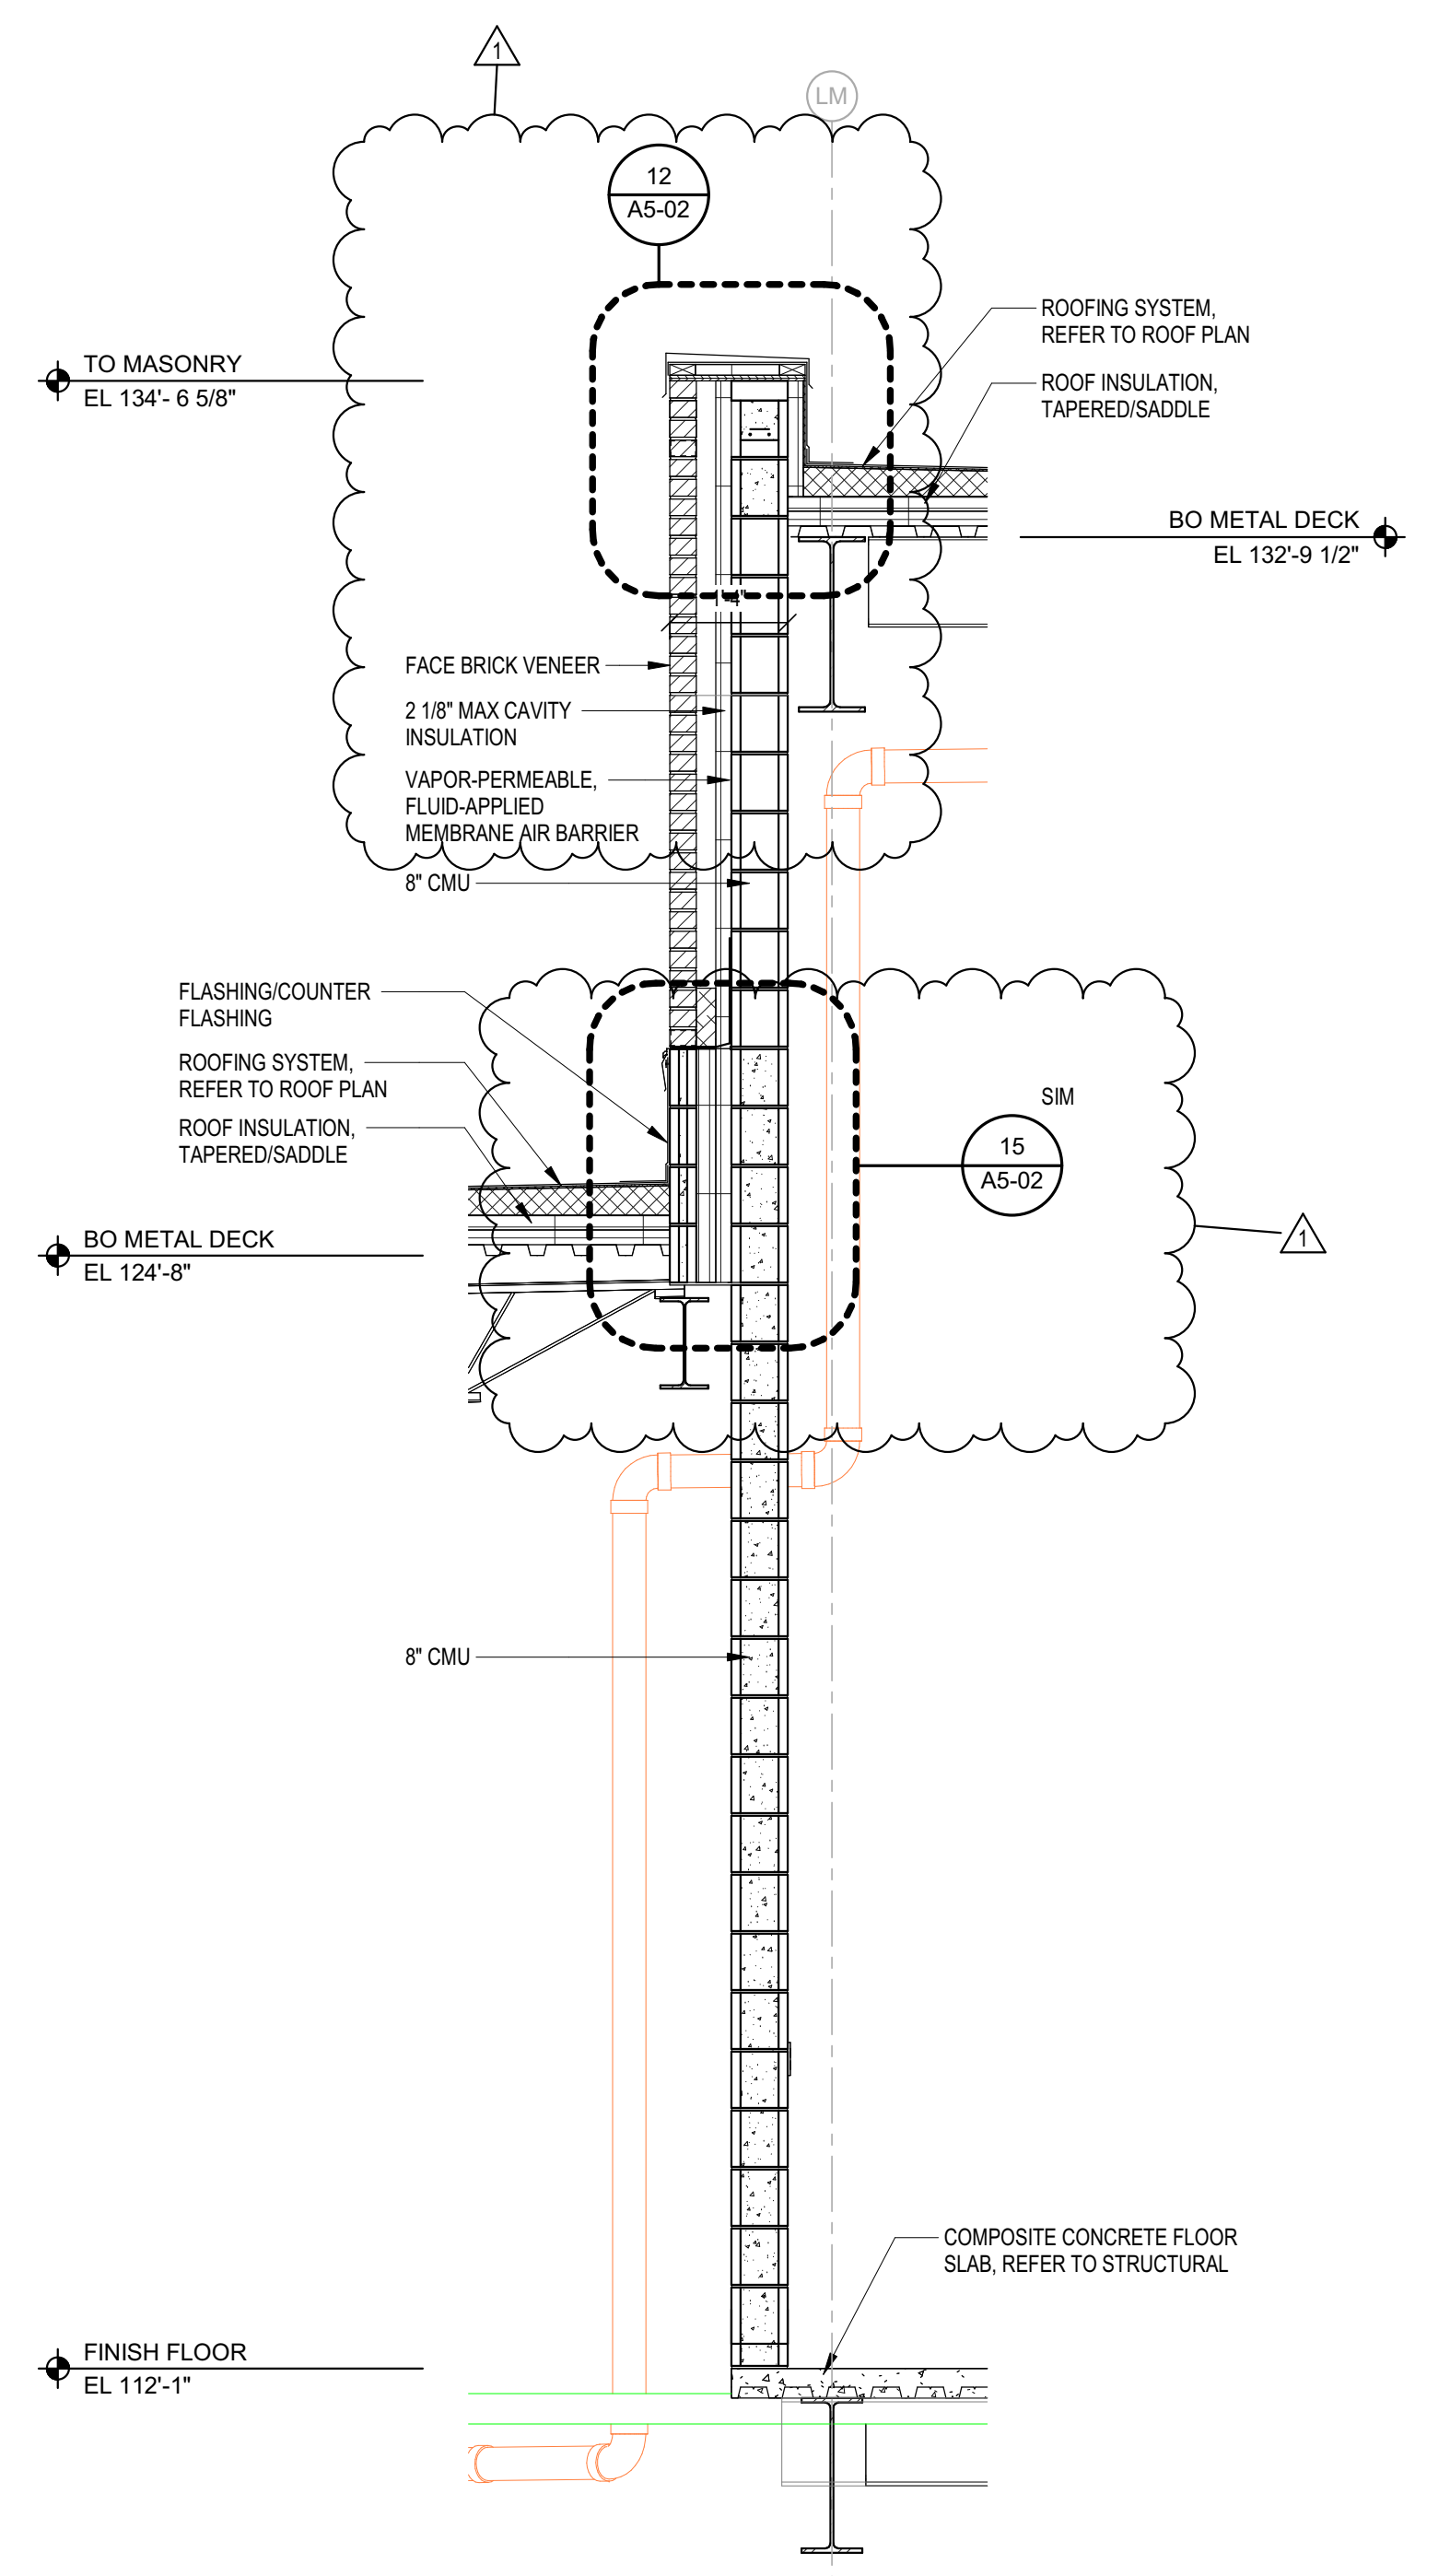 1
LM
12
A5-02
ROOFING SYSTEM,
REFER TO ROOF PLAN
TO MASONRY
EL 134'- 6 5/8"
ROOF INSULATION,
TAPERED/SADDLE
BO METAL DECK
EL 132'-9 1/2"
FACE BRICK VENEER
2 1/8" MAX CAVITY
INSULATION
VAPOR-PERMEABLE,
FLUID-APPLIED
MEMBRANE AIR BARRIER
8" CMU
FLASHING/COUNTER
FLASHING
ROOFING SYSTEM,
REFER TO ROOF PLAN
ROOF INSULATION,
TAPERED/SADDLE
SIM
15
A5-02
1
BO METAL DECK
EL 124'-8"
8" CMU
COMPOSITE CONCRETE FLOOR
SLAB, REFER TO STRUCTURAL
FINISH FLOOR
EL 112'-1"